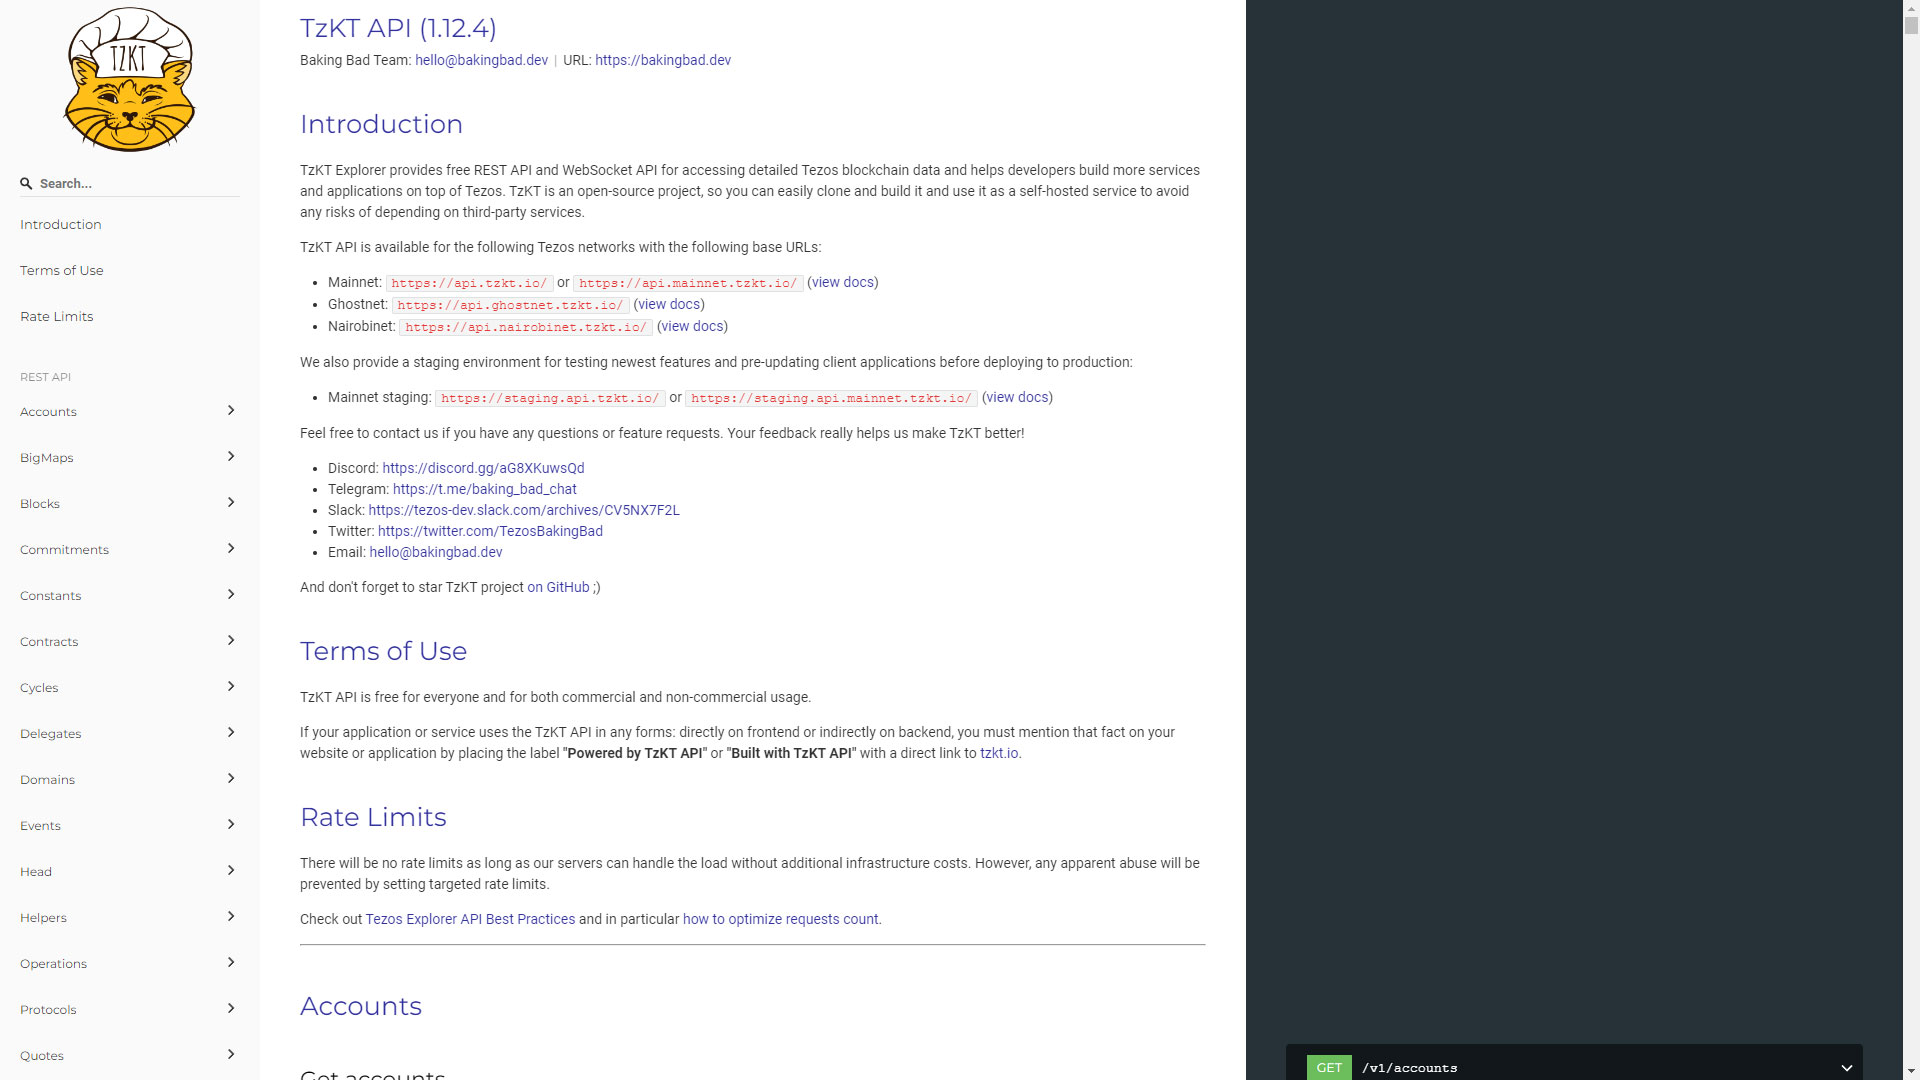 TZKT
Search...
Introduction
Terms of Use
Rate Limits
REST API
Accounts
BigMaps
Blocks
Commitments
Constants
Contracts
Cycles
Delegates
Domains
Events
Head
Helpers
Operations
Protocols
Quotes
TzKT API (1.12.4)
Baking Bad Team: hello@bakingbad.dev | URL: https://bakingbad.dev
Introduction
TzKT Explorer provides free REST API and WebSocket API for accessing detailed Tezos blockchain data and helps developers build more services
and applications on top of Tezos. TzKT is an open-source project, so you can easily clone and build it and use it as a self-hosted service to avoid
any risks of depending on third-party services.
TzKT API is available for the following Tezos networks with the following base URLs:
• Mainnet: https://api.tzkt.io/ or https://api.mainnet.tzkt.io/ (view docs)
• Ghostnet: https://api.ghostnet.tzkt.io/ (view docs)
• Nairobinet: https://api.nairobinet.tzkt.io/ (view docs)
We also provide a staging environment for testing newest features and pre-updating client applications before deploying to production:
• Mainnet staging: https://staging.api.tzkt.io/ or https://staging.api.mainnet.tzkt.io/ (view docs)
Feel free to contact us if you have any questions or feature requests. Your feedback really helps us make TzKT better!
• Discord: https://discord.gg/aG8XKuwsQd
• Telegram: https://t.me/baking_bad_chat
• Slack: https://tezos-dev.slack.com/archives/CV5NX7F2L
• Twitter: https://twitter.com/TezosBakingBad
• Email: hello@bakingbad.dev
And don't forget to star TzKT project on GitHub ;)
Terms of Use
TzKT API is free for everyone and for both commercial and non-commercial usage.
If your application or service uses the TzKT API in any forms: directly on frontend or indirectly on backend, you must mention that fact on your
website or application by placing the label "Powered by TzKT API" or "Built with TzKT API" with a direct link to tzkt.io.
Rate Limits
There will be no rate limits as long as our servers can handle the load without additional infrastructure costs. However, any apparent abuse will be
prevented by setting targeted rate limits.
Check out Tezos Explorer API Best Practices and in particular how to optimize requests count.
Accounts
Get accounts
GET /v1/accounts